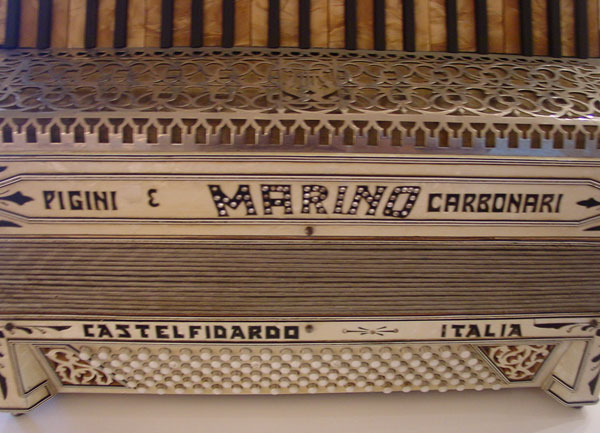 PIGINI E MARINO CARBONARI
CASTELFIDARDO ITALIA